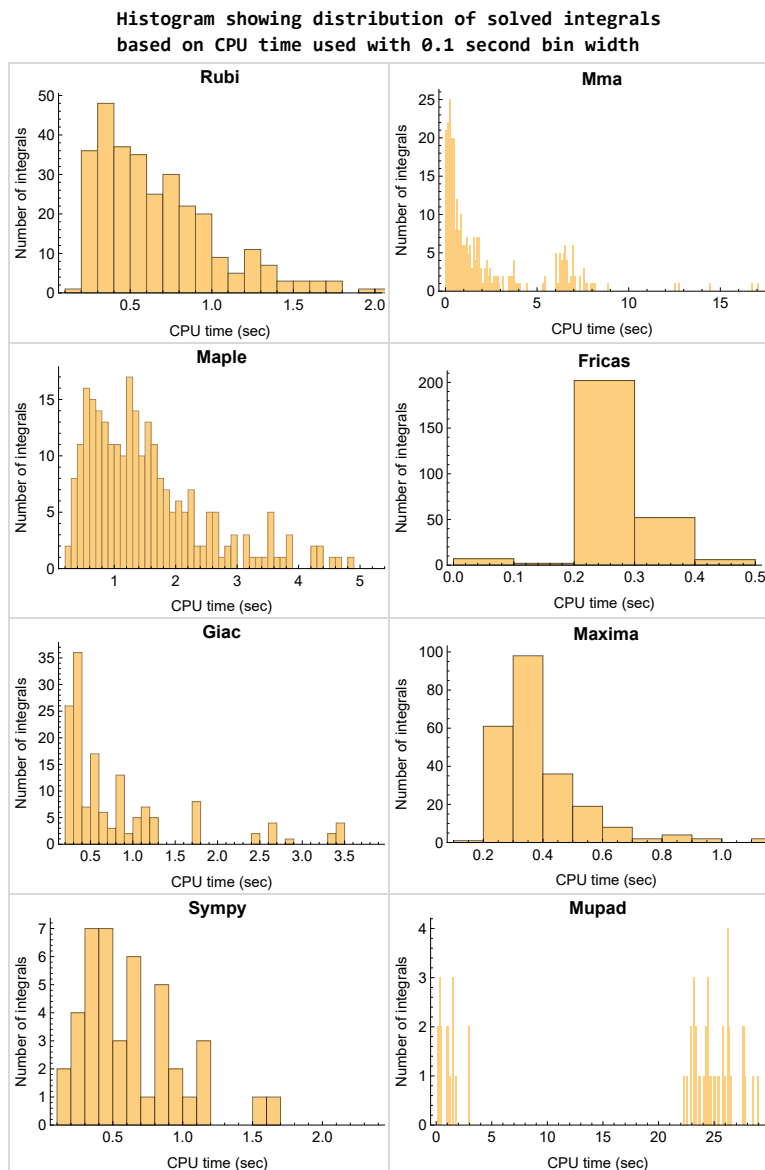 Histogram showing distribution of solved integrals
based on CPU time used with 0.1 second bin width
Rubi
Number of integrals
50
40
30
20
10
0
0.5 1.0 1.5 2.0
CPU time (sec)
Mma
Number of integrals
25
20
15
10
5
0
0 5 10 15
CPU time (sec)
Maple
Number of integrals
15
10
5
0
1 2 3 4 5
CPU time (sec)
Fricas
Number of integrals
200
150
100
50
0
0.0 0.1 0.2 0.3 0.4 0.5
CPU time (sec)
Giac
Number of integrals
35
30
25
20
15
10
5
0
0.5 1.0 1.5 2.0 2.5 3.0 3.5
CPU time (sec)
Maxima
Number of integrals
100
80
60
40
20
0
0.2 0.4 0.6 0.8 1.0
CPU time (sec)
Sympy
Number of integrals
7
6
5
4
3
2
1
0
0.5 1.0 1.5 2.0
CPU time (sec)
Mupad
Number of integrals
4
3
2
1
0
0 5 10 15 20 25
CPU time (sec)